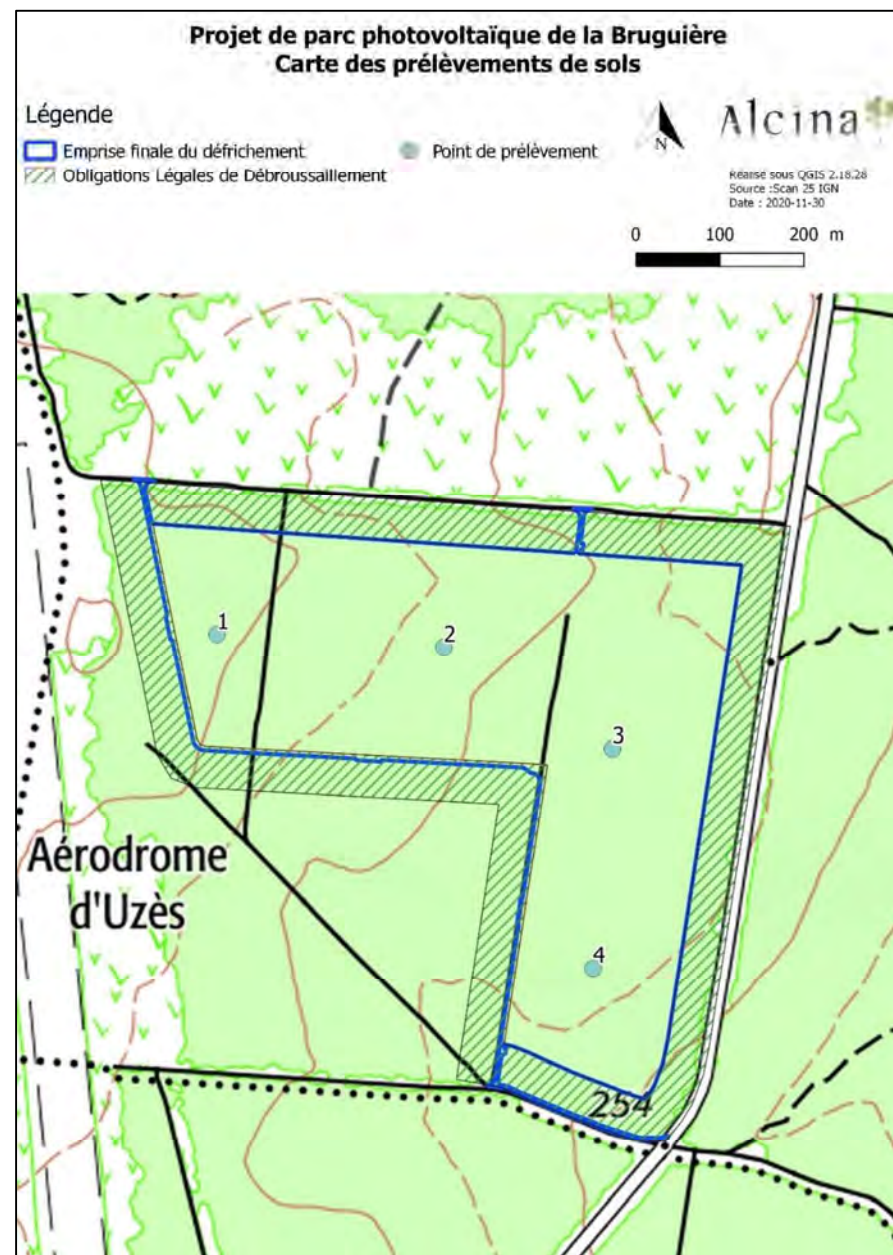 Projet de parc photovoltaïque de la Bruguière
Carte des prélèvements de sols
Légende
Emprise finale du défrichement
Point de prélèvement
Obligations Légales de Débroussaillement
N
Alcina
Réalisé sous QGIS 2.18.28
Source :Scan 25 IGN
Date : 2020-11-30
0 100 200 m
1
2
3
Aérodrome
d'Uzès
4
254